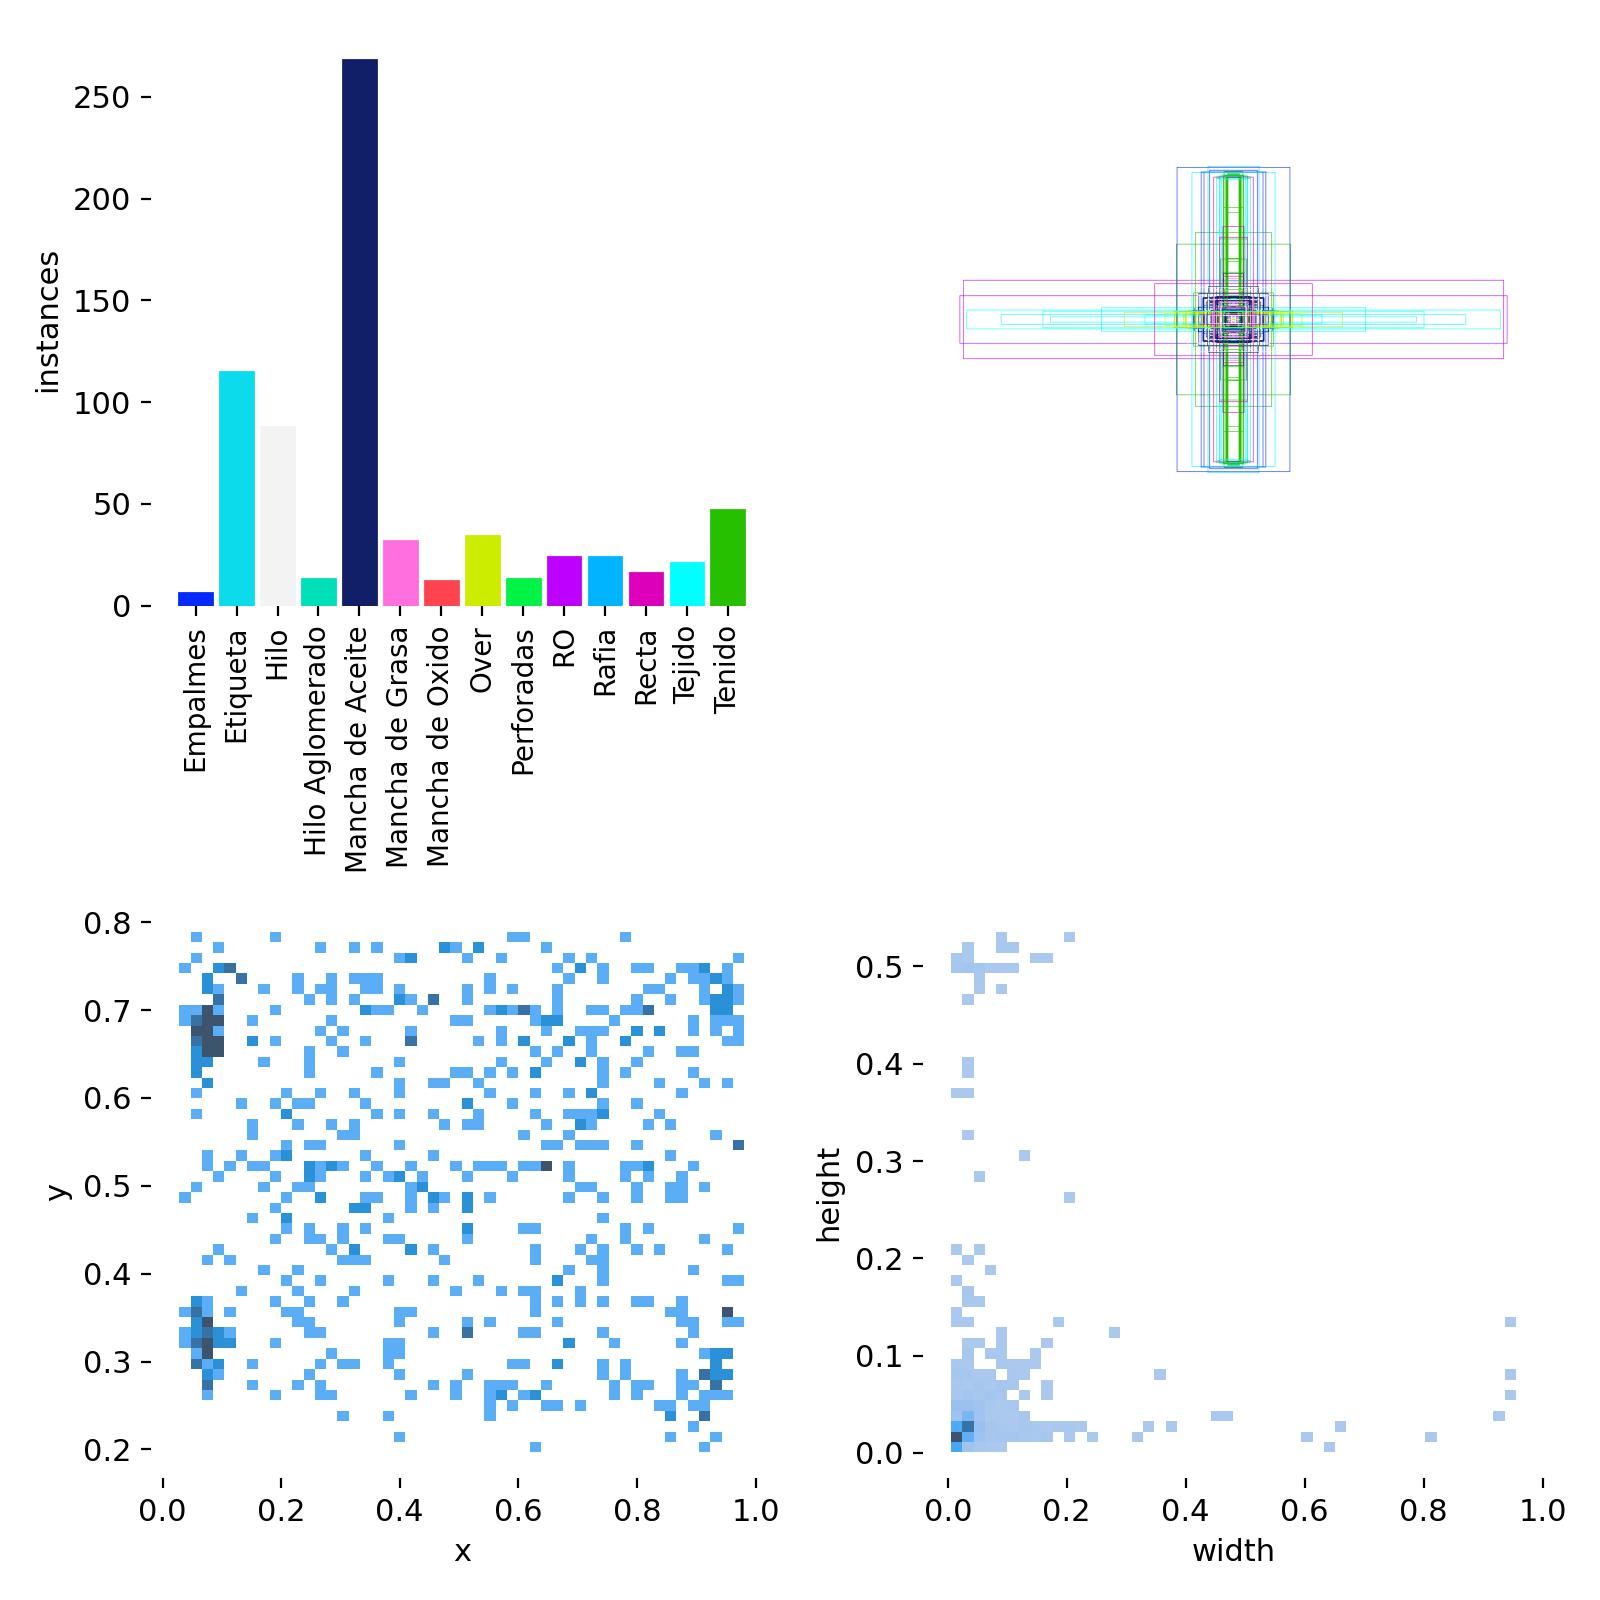 250
200
150
100
50
0
instances
Empalmes
Etiqueta
Hilo
Hilo Aglomerado
Mancha de Aceite
Mancha de Grasa
Mancha de Oxido
Over
Perforadas
RO
Rafia
Recta
Tejido
Tenido
0.8
0.7
0.6
0.5
0.4
0.3
0.2
y
0.0 0.2 0.4 0.6 0.8 1.0
x
0.5
0.4
0.3
0.2
0.1
0.0
height
0.0 0.2 0.4 0.6 0.8 1.0
width